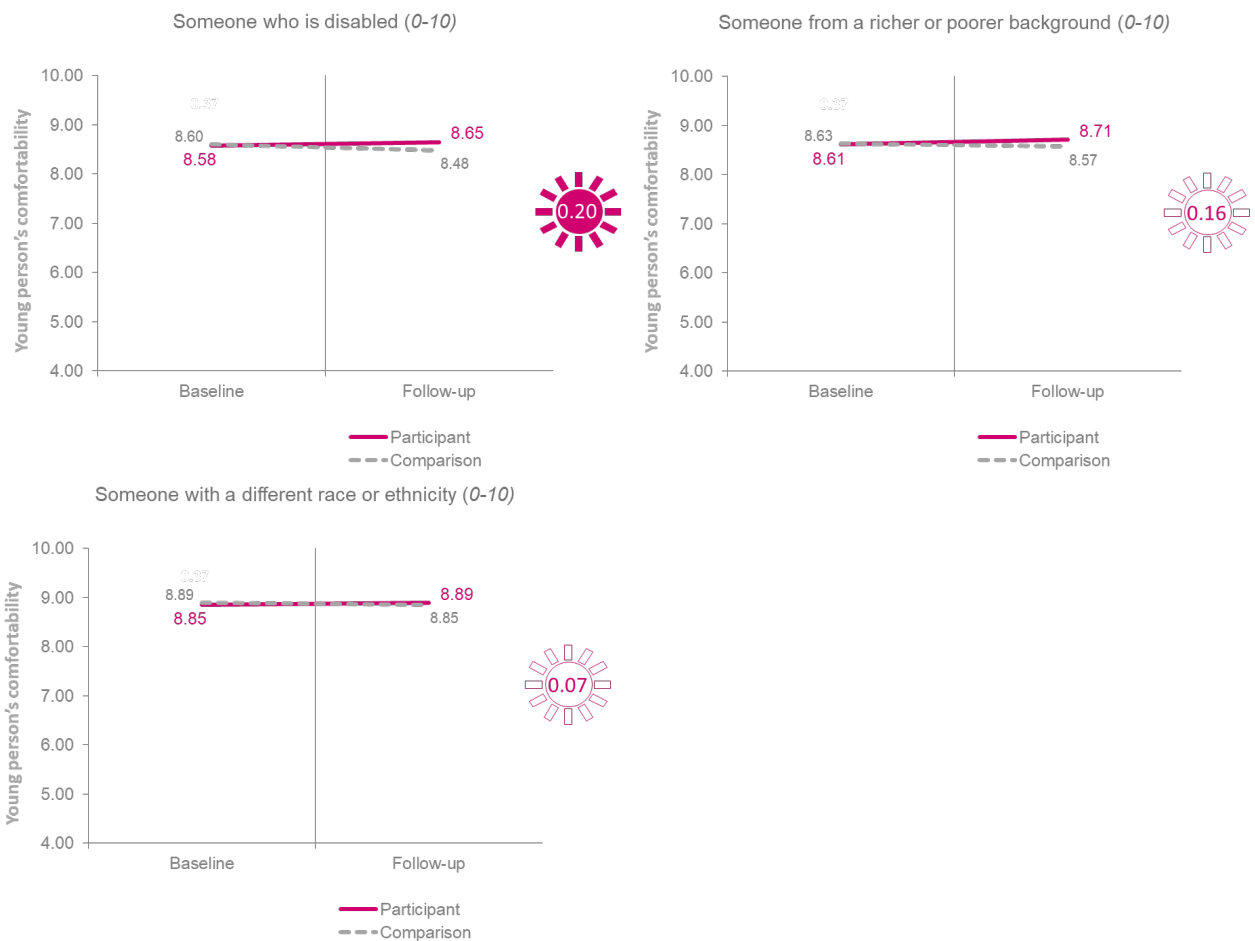 Someone who is disabled (0-10)
10.00
9.00
8.00
7.00
6.00
5.00
4.00
Young person's comfortability
0.37
8.60
8.58
8.65
8.48
0.20
Baseline
Follow-up
Participant
Comparison
Someone from a richer or poorer background (0-10)
10.00
9.00
8.00
7.00
6.00
5.00
4.00
Young person's comfortability
0.37
8.63
8.61
8.71
8.57
0.16
Baseline
Follow-up
Participant
Comparison
Someone with a different race or ethnicity (0-10)
10.00
9.00
8.00
7.00
6.00
5.00
4.00
Young person's comfortability
0.37
8.89
8.85
8.89
8.85
0.07
Baseline
Follow-up
Participant
Comparison